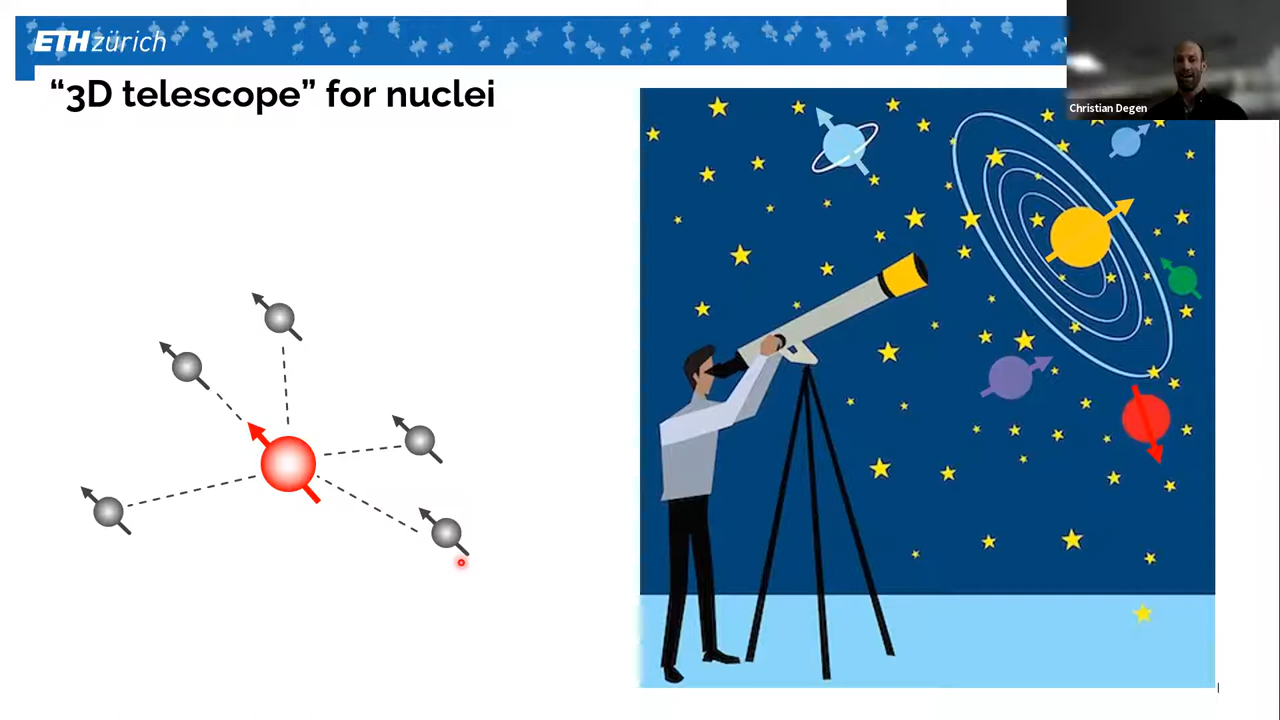 ETH zürich
“3D telescope” for nuclei
Christian Degen